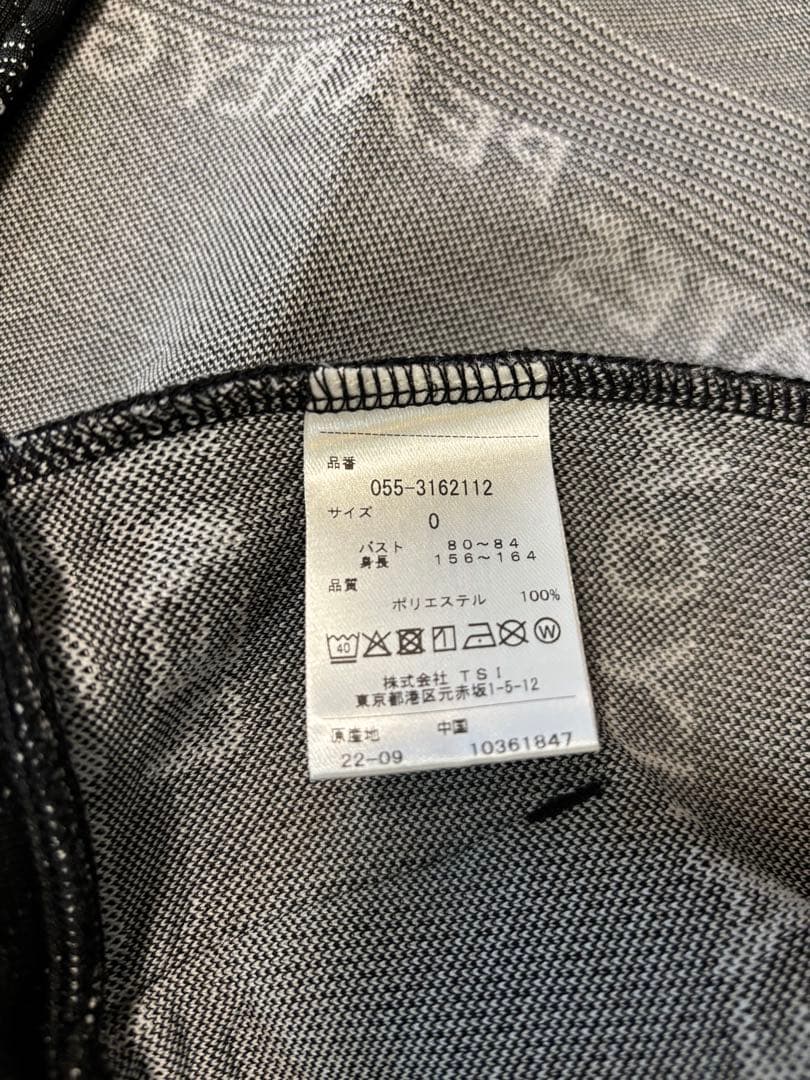 品番
055-3162112
サイズ
0
バスト 80～84
身長 156～164
品質
ポリエステル 100%
40 W
株式会社 TSI
東京都港区元赤坂1-5-12
原産地 中国
22-09 10361847